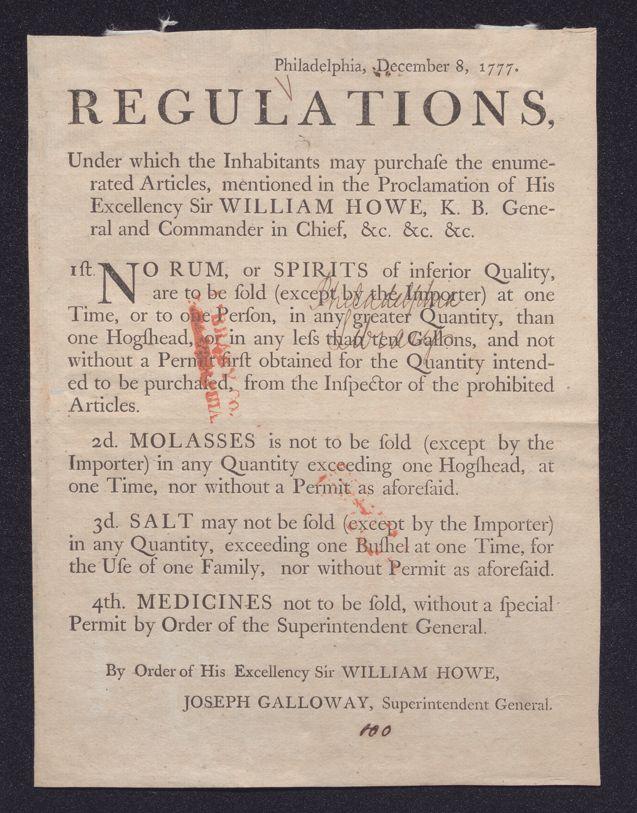 Philadelphia, December 8, 1777.
REGULATIONS,
Under which the Inhabitants may purchaſe the enume-
rated Articles, mentioned in the Proclamation of His
Excellency Sir WILLIAM HOWE, K. B. Gene-
ral and Commander in Chief, &c. &c. &c.
1ſt. NO RUM, or SPIRITS of inferior Quality,
are to be ſold (except by the Importer) at one
Time, or to one Perſon, in any greater Quantity, than
one Hogſhead, or in any leſs than ten Gallons, and not
without a Permit firſt obtained for the Quantity intend-
ed to be purchaſed, from the Inſpector of the prohibited
Articles.
Philadelphia
Library
LIBRARY CO.
2d. MOLASSES is not to be ſold (except by the
Importer) in any Quantity exceeding one Hogſhead, at
one Time, nor without a Permit as aforeſaid.
3d. SALT may not be ſold (except by the Importer)
in any Quantity, exceeding one Buſhel at one Time, for
the Uſe of one Family, nor without Permit as aforeſaid.
4th. MEDICINES not to be ſold, without a ſpecial
Permit by Order of the Superintendent General.
By Order of His Excellency Sir WILLIAM HOWE,
JOSEPH GALLOWAY, Superintendent General.
100